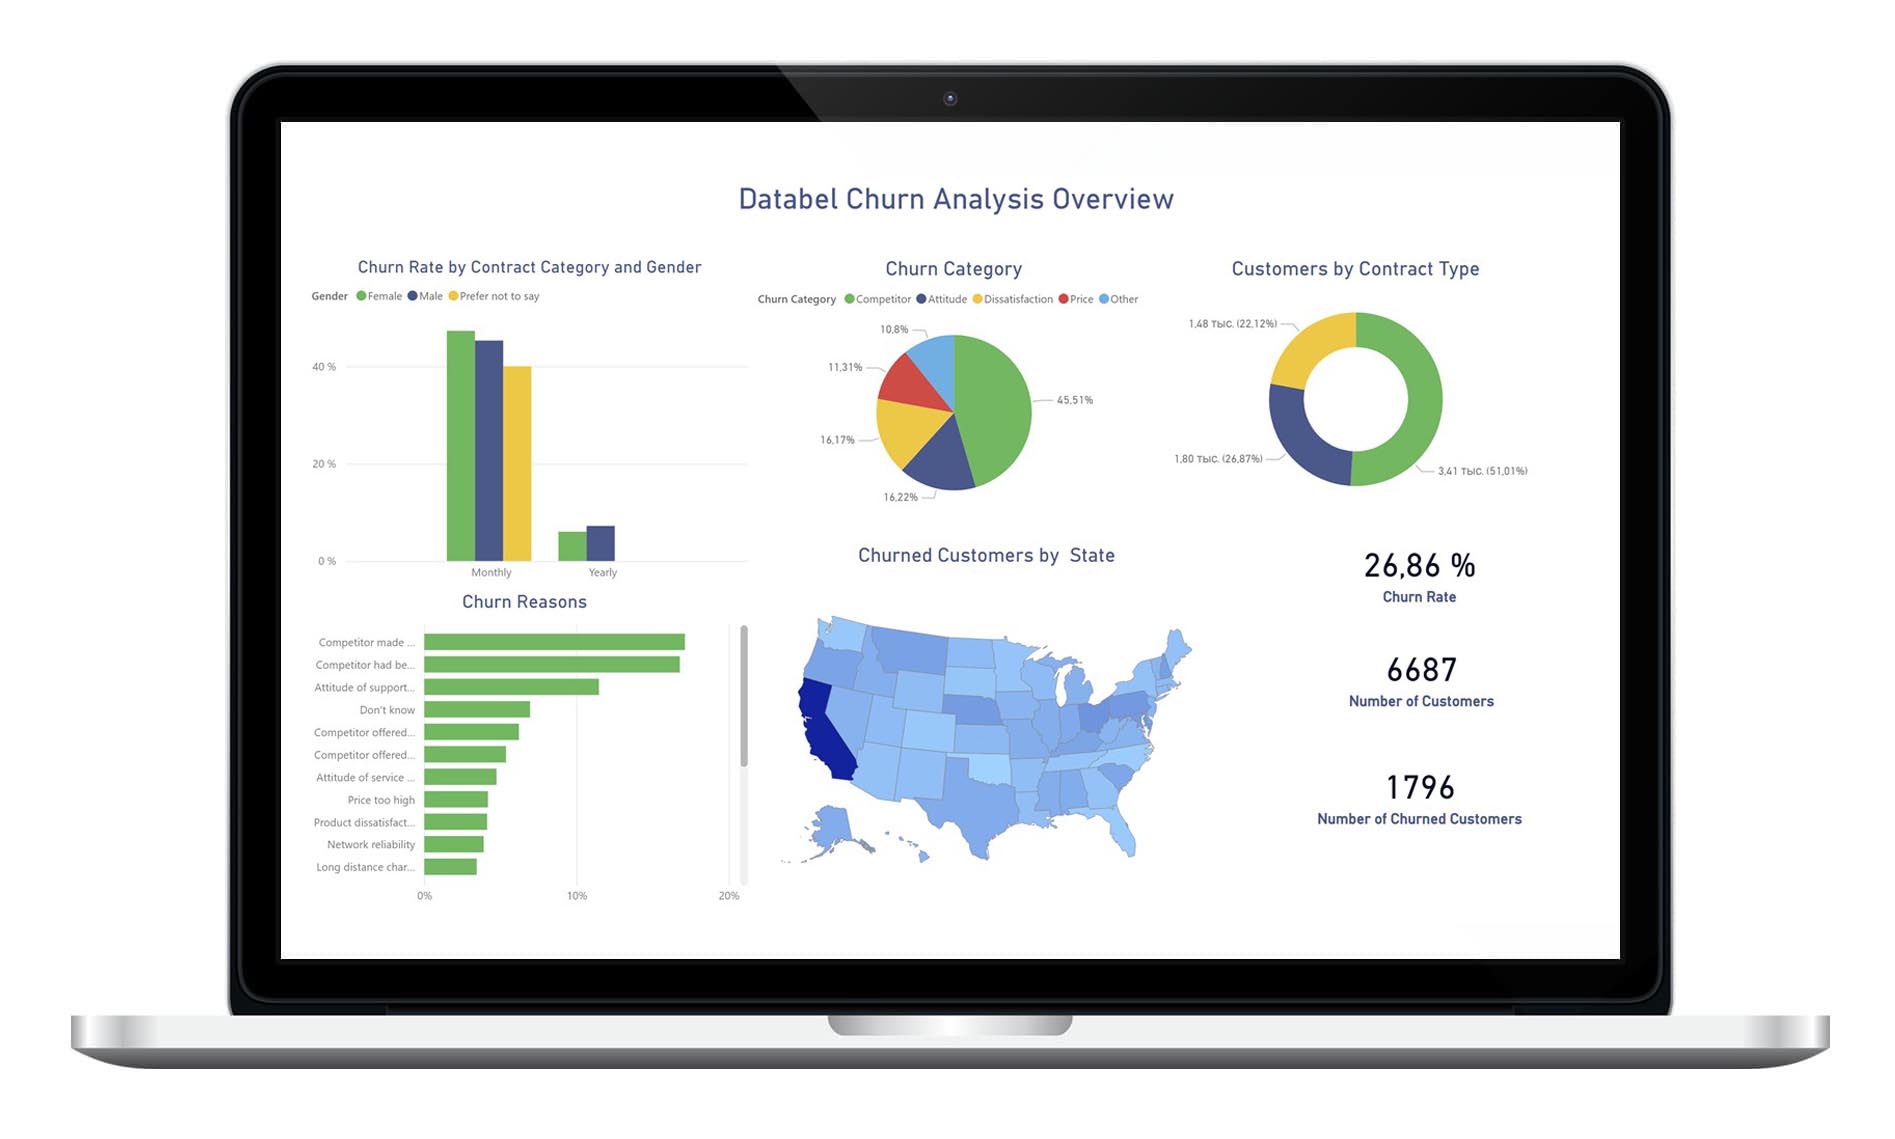 Databel Churn Analysis Overview
Churn Rate by Contract Category and Gender
Gender Female Male Prefer not to say
40 %
20 %
0 %
Monthly Yearly
Churn Category
Churn Category Competitor Attitude Dissatisfaction Price Other
10,8%
11,31%
45,51%
16,17%
16,22%
Customers by Contract Type
1,48 тыс. (22,12%)
1,80 тыс. (26,87%)
3,41 тыс. (51,01%)
Churn Reasons
Competitor made ...
Competitor had be...
Attitude of support...
Don't know
Competitor offered...
Competitor offered...
Attitude of service ...
Price too high
Product dissatisfact...
Network reliability
Long distance char...
0% 10% 20%
Churned Customers by State
26,86 %
Churn Rate
6687
Number of Customers
1796
Number of Churned Customers